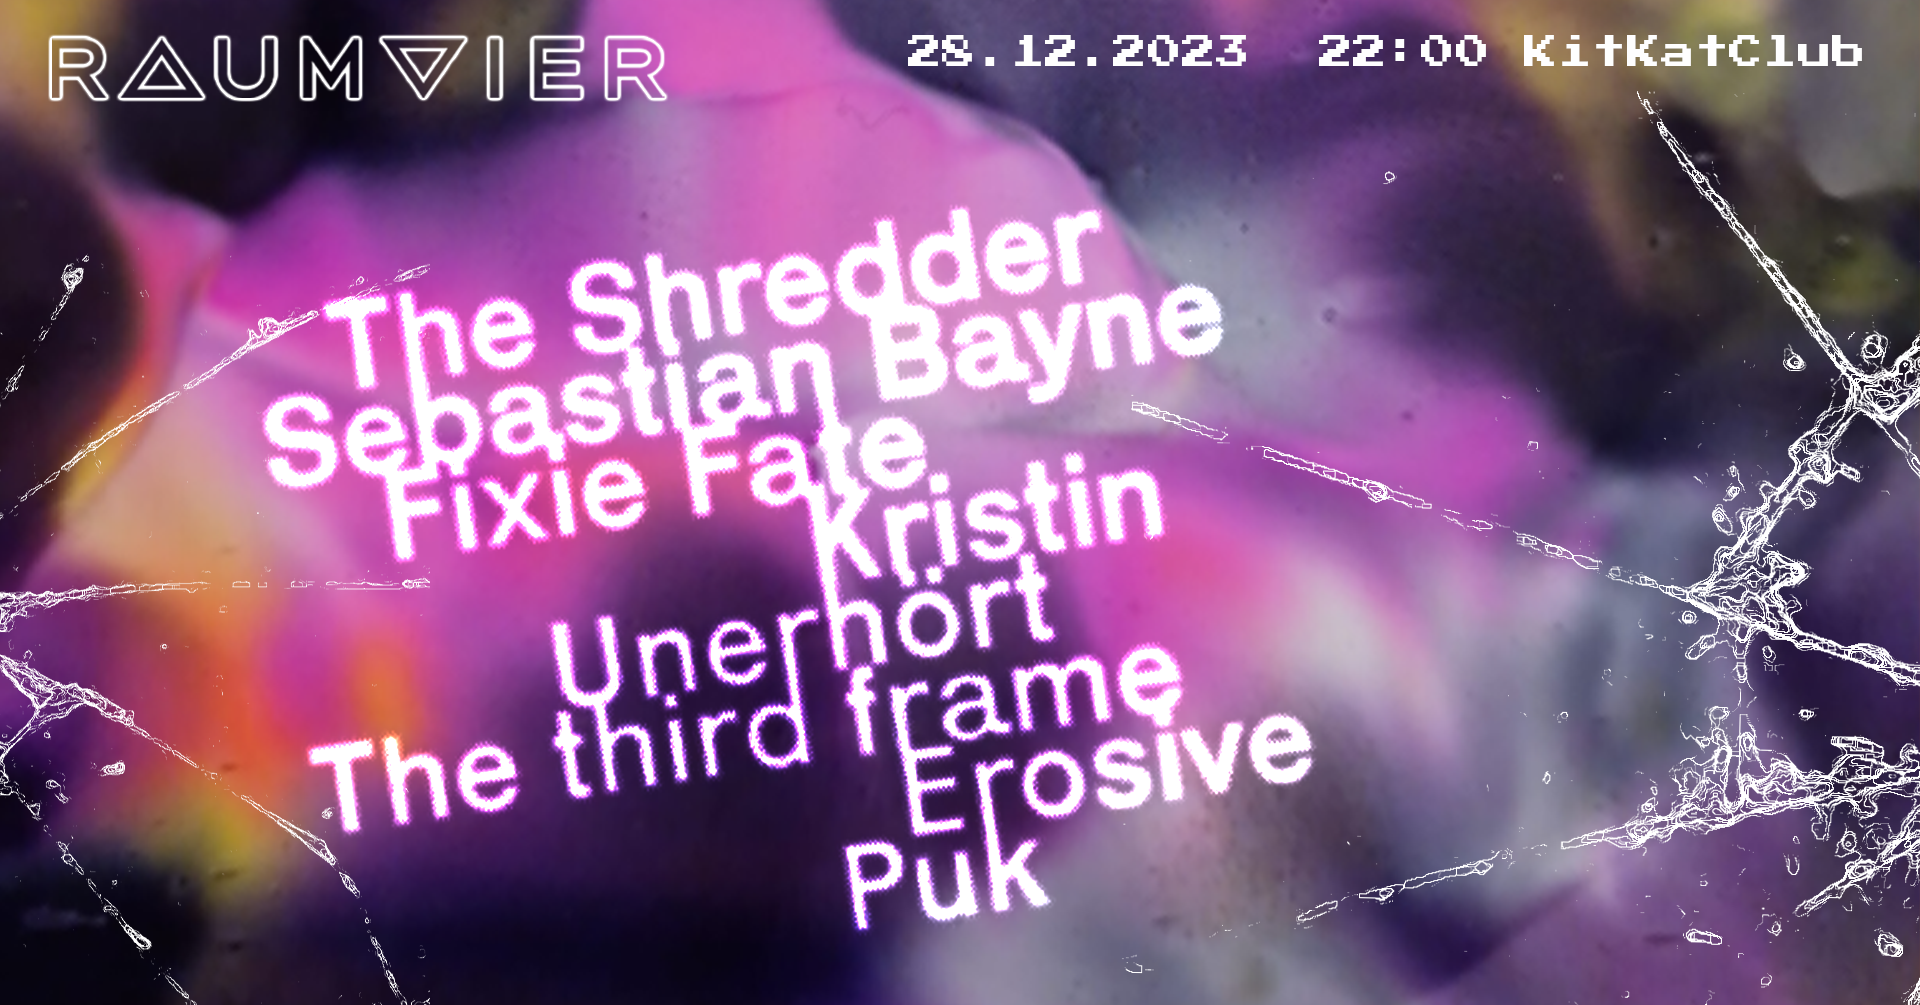 RAUMVIER
28.12.2023 22:00 KitKatClub
The Shredder
Sebastian Bayne
Fixie Fate
Kristin
Unerhört
The third frame
Erosive
Puk